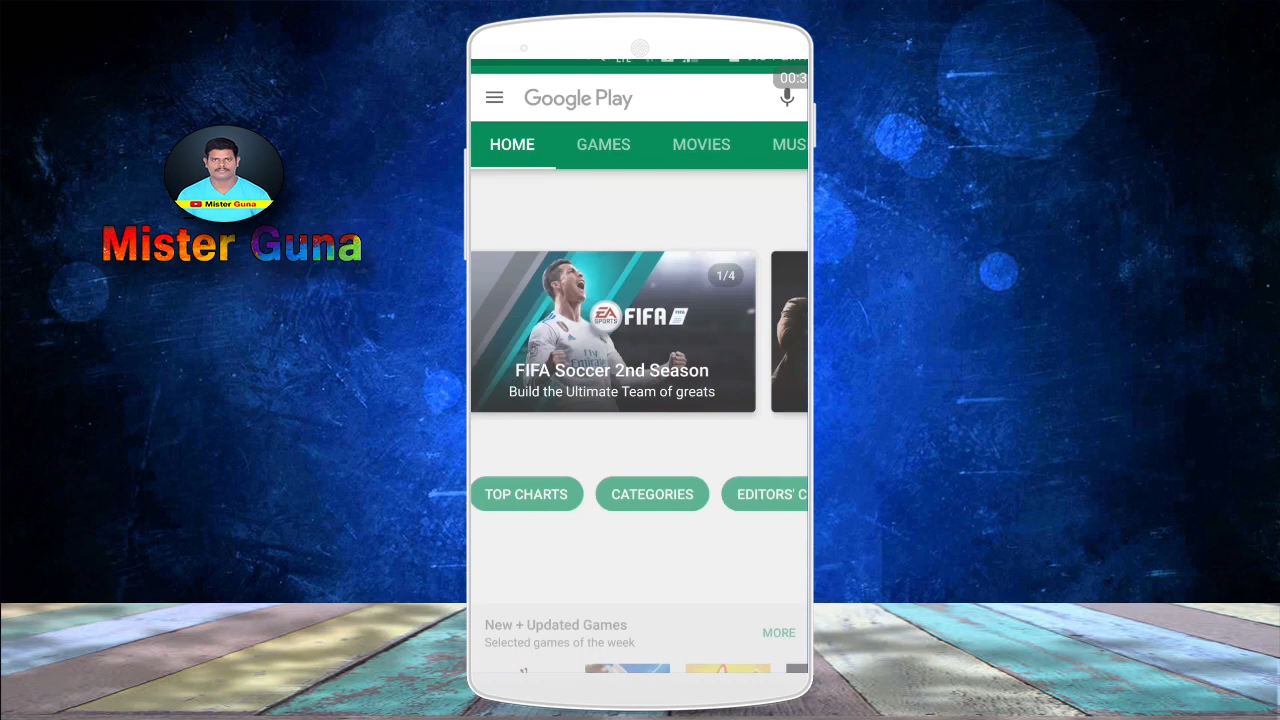 00:3
Google Play
HOME GAMES MOVIES MUS
Mister Guna
Mister Guna
1/4
EA
SPORTS
FIFA
FIFA Soccer 2nd Season
Build the Ultimate Team of greats
TOP CHARTS CATEGORIES EDITORS' C
New + Updated Games
Selected games of the week
MORE